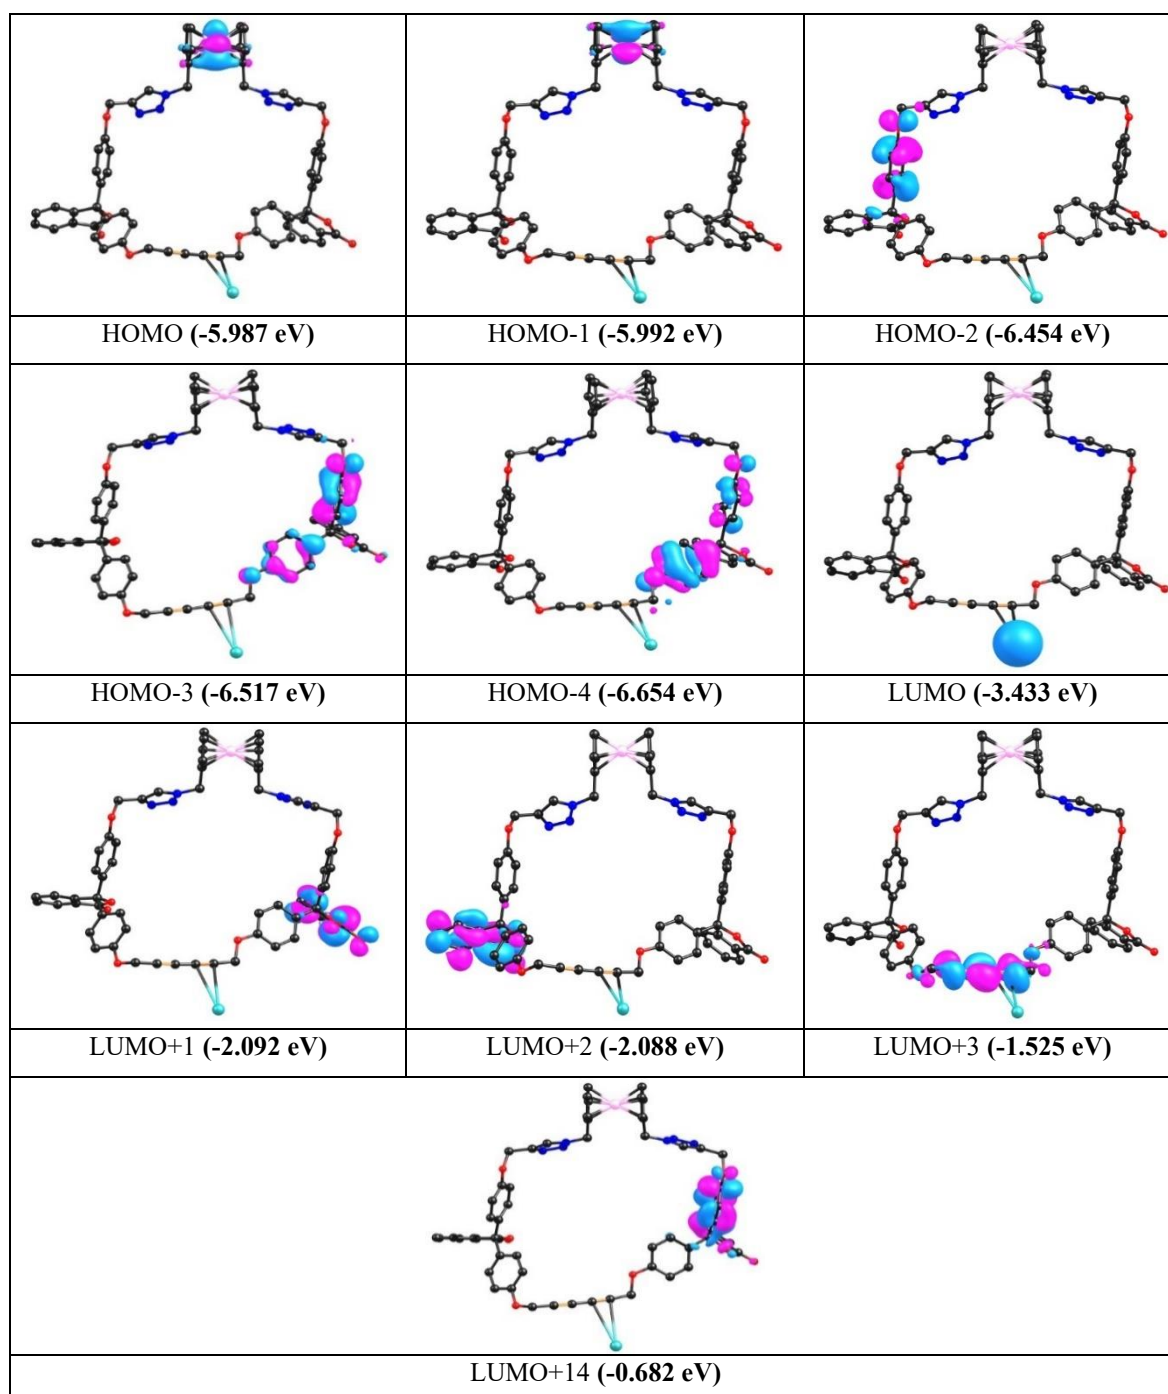 HOMO (-5.987 eV)
HOMO-1 (-5.992 eV)
HOMO-2 (-6.454 eV)
HOMO-3 (-6.517 eV)
HOMO-4 (-6.654 eV)
LUMO (-3.433 eV)
LUMO+1 (-2.092 eV)
LUMO+2 (-2.088 eV)
LUMO+3 (-1.525 eV)
LUMO+14 (-0.682 eV)